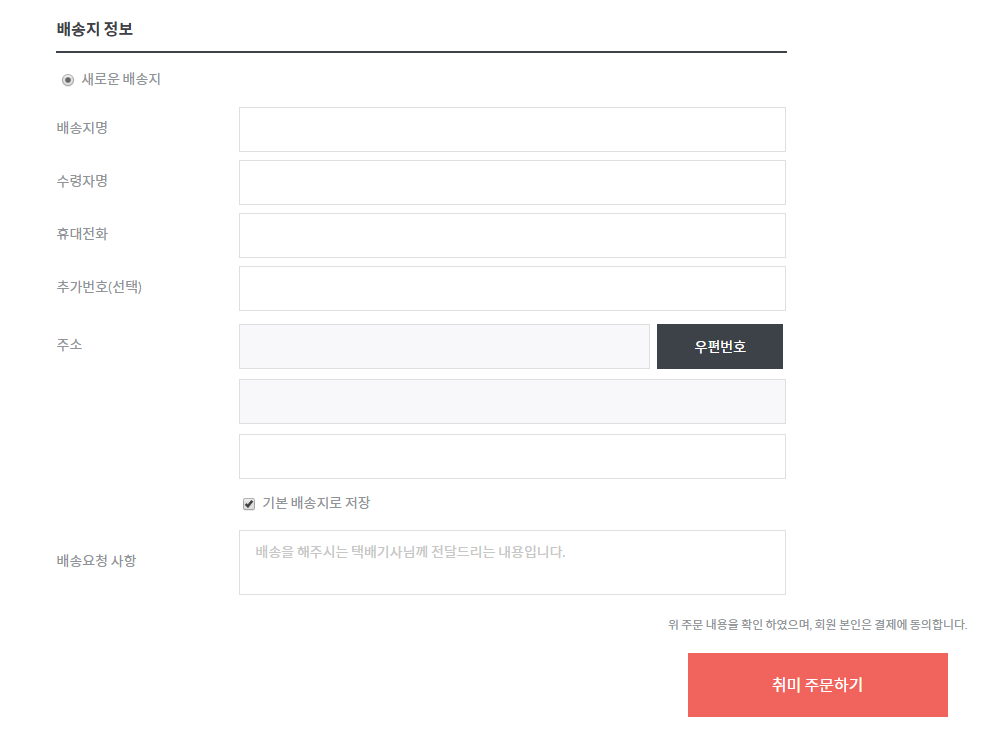 배송지 정보
새로운 배송지
배송지명
수령자명
휴대전화
추가번호(선택)
주소
우편번호
기본 배송지로 저장
배송요청 사항
배송을 해주시는 택배기사님께 전달드리는 내용입니다.
위 주문 내용을 확인 하였으며, 회원 본인은 결제에 동의합니다.
취미 주문하기